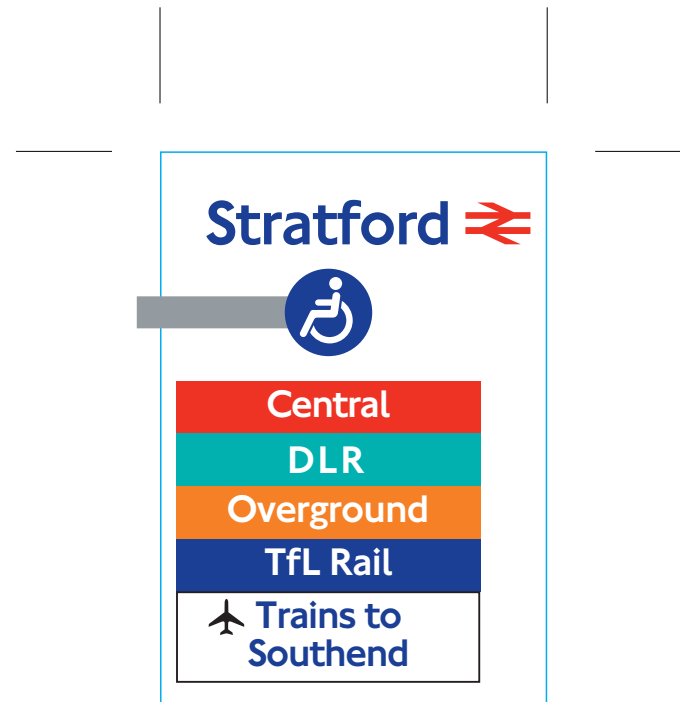 Stratford
Central
DLR
Overground
TfL Rail
Trains to
Southend